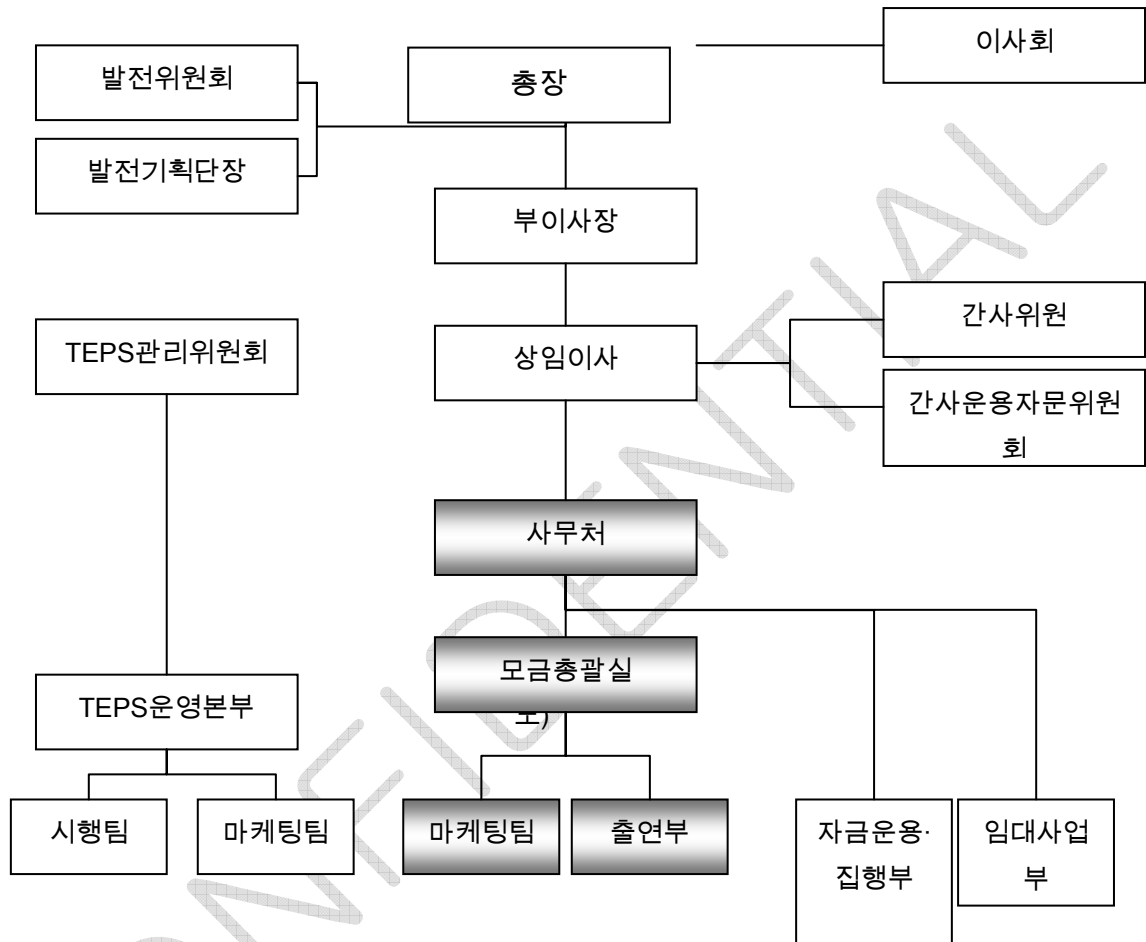 이사회
발전위원회
총장
발전기획단장
부이사장
간사위원
TEPS관리위원회
상임이사
간사운용자문위원
회
사무처
모금총괄실
도)
TEPS운영본부
시행팀
마케팅팀
마케팅팀
출연부
자금운용·
집행부
임대사업
부
CONFIDENTIAL